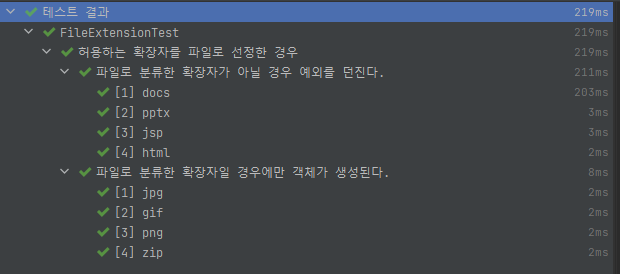 테스트 결과 219ms
FileExtensionTest 219ms
허용하는 확장자를 파일로 선정한 경우 219ms
파일로 분류한 확장자가 아닐 경우 예외를 던진다. 211ms
[1] docs 203ms
[2] pptx 3ms
[3] jsp 3ms
[4] html 2ms
파일로 분류한 확장자일 경우에만 객체가 생성된다. 8ms
[1] jpg 2ms
[2] gif 2ms
[3] png 2ms
[4] zip 2ms